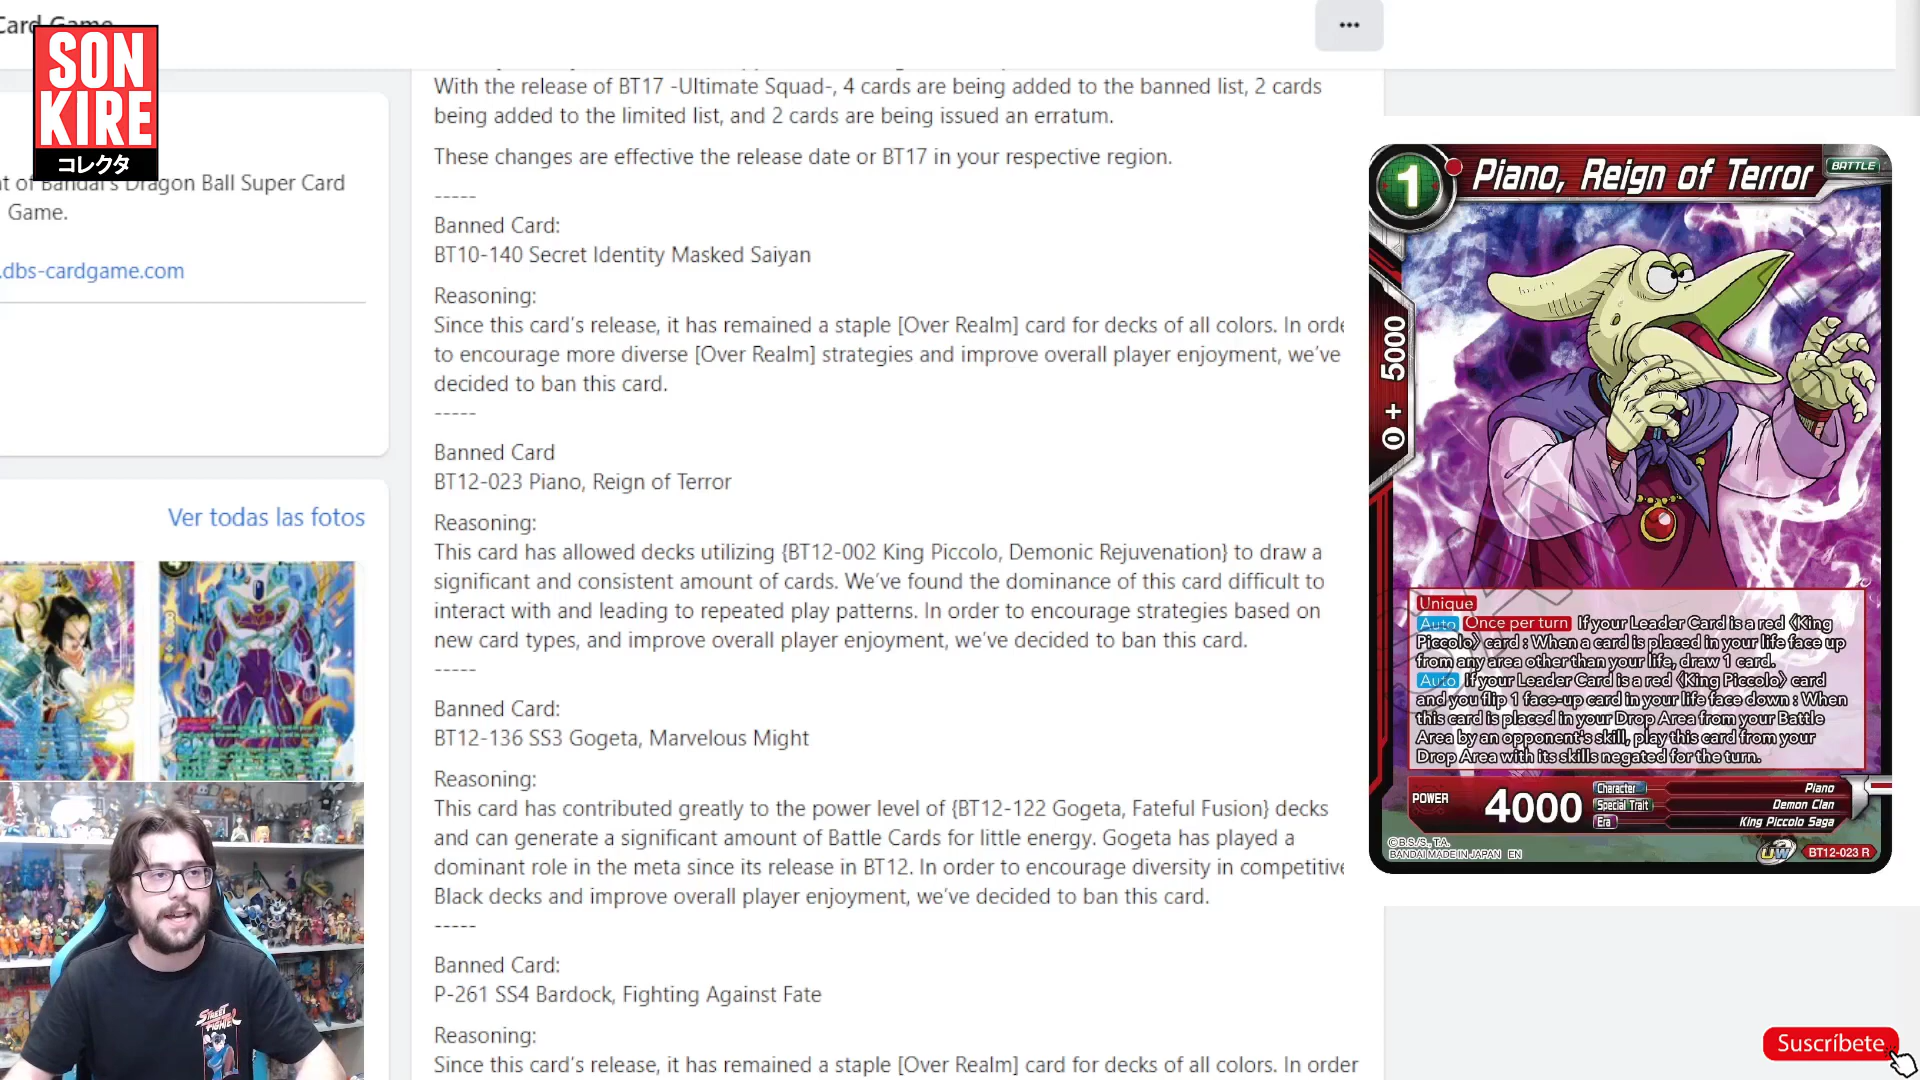 Card Game
SON
KIRE
コレクタ
t of Bandai's Dragon Ball Super Card
Game.
.dbs-cardgame.com
Ver todas las fotos
With the release of BT17 -Ultimate Squad-, 4 cards are being added to the banned list, 2 cards
being added to the limited list, and 2 cards are being issued an erratum.
These changes are effective the release date or BT17 in your respective region.
-----
Banned Card:
BT10-140 Secret Identity Masked Saiyan
Reasoning:
Since this card's release, it has remained a staple [Over Realm] card for decks of all colors. In orde
to encourage more diverse [Over Realm] strategies and improve overall player enjoyment, we've
decided to ban this card.
-----
Banned Card
BT12-023 Piano, Reign of Terror
Reasoning:
This card has allowed decks utilizing {BT12-002 King Piccolo, Demonic Rejuvenation} to draw a
significant and consistent amount of cards. We've found the dominance of this card difficult to
interact with and leading to repeated play patterns. In order to encourage strategies based on
new card types, and improve overall player enjoyment, we've decided to ban this card.
-----
Banned Card:
BT12-136 SS3 Gogeta, Marvelous Might
Reasoning:
This card has contributed greatly to the power level of {BT12-122 Gogeta, Fateful Fusion} decks
and can generate a significant amount of Battle Cards for little energy. Gogeta has played a
dominant role in the meta since its release in BT12. In order to encourage diversity in competitive
Black decks and improve overall player enjoyment, we've decided to ban this card.
-----
Banned Card:
P-261 SS4 Bardock, Fighting Against Fate
Reasoning:
Since this card's release, it has remained a staple [Over Realm] card for decks of all colors. In order
1
Piano, Reign of Terror
BATTLE
0 + 5000
Unique
Auto Once per turn If your Leader Card is a red 《King
Piccolo》 card : When a card is placed in your life face up
from any area other than your life, draw 1 card.
Auto If your Leader Card is a red 《King Piccolo》 card
and you flip 1 face-up card in your life face down : When
this card is placed in your Drop Area from your Battle
Area by an opponent's skill, play this card from your
Drop Area with its skills negated for the turn.
POWER 4000
Character Piano
Special Trait Demon Clan
Era King Piccolo Saga
©B.S./S., T.A.
BANDAI MADE IN JAPAN EN
UW BT12-023 R
STREET
FIGHTER
Suscríbete